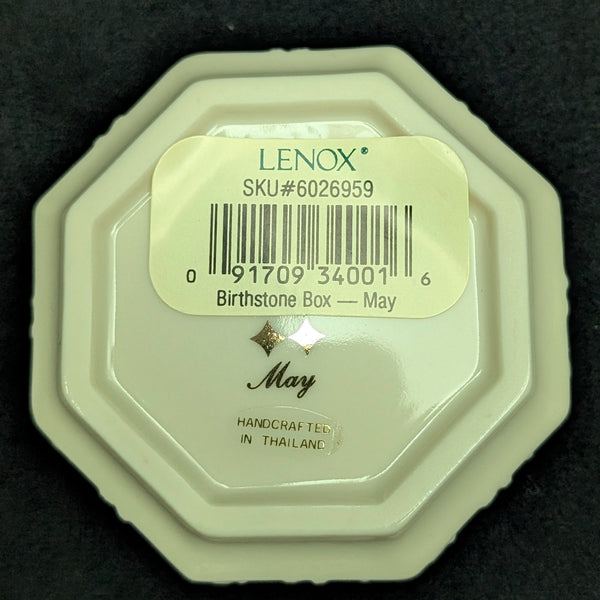 LENOX®
SKU#6026959
0 91709 34001 6
Birthstone Box — May
May
HANDCRAFTED
IN THAILAND